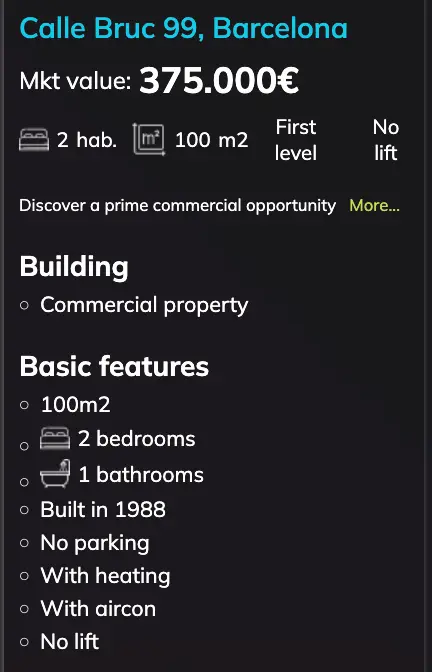 Calle Bruc 99, Barcelona
Mkt value: 375.000€
2 hab. m² 100 m2 First level No lift
Discover a prime commercial opportunity More...
Building
Commercial property
Basic features
100m2
2 bedrooms
1 bathrooms
Built in 1988
No parking
With heating
With aircon
No lift